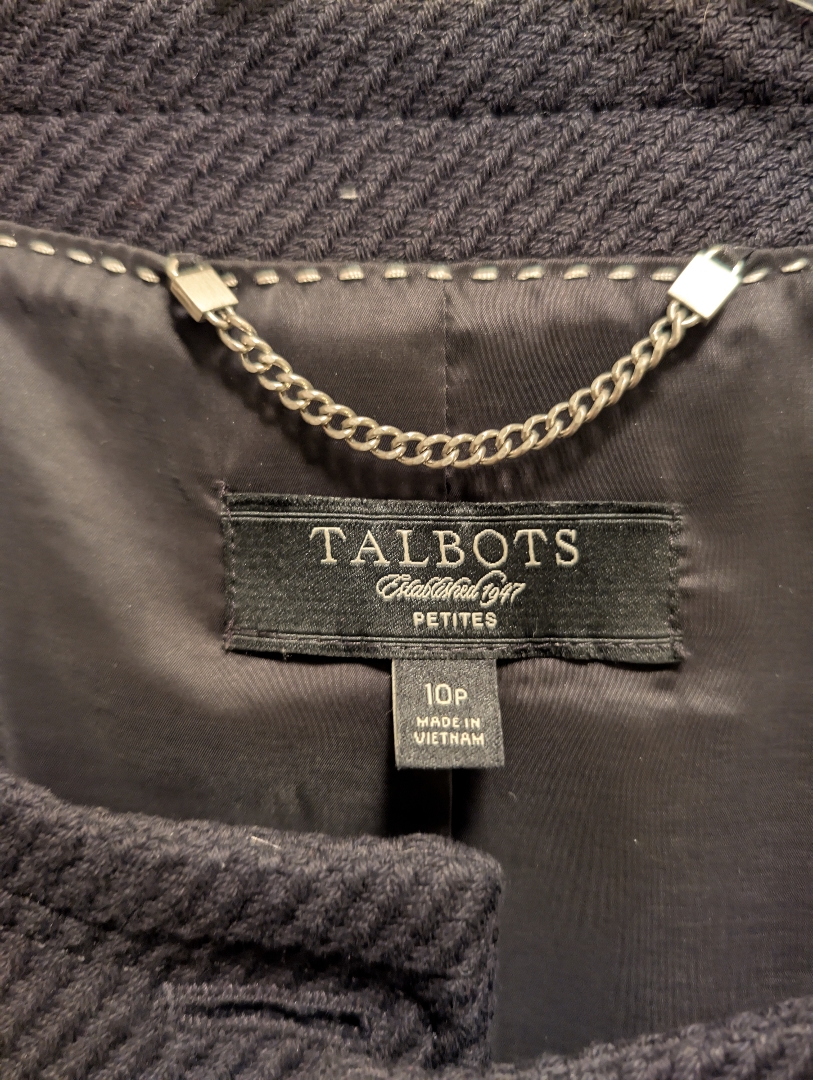 TALBOTS
Established 1947
PETITES
10P
MADE IN
VIETNAM